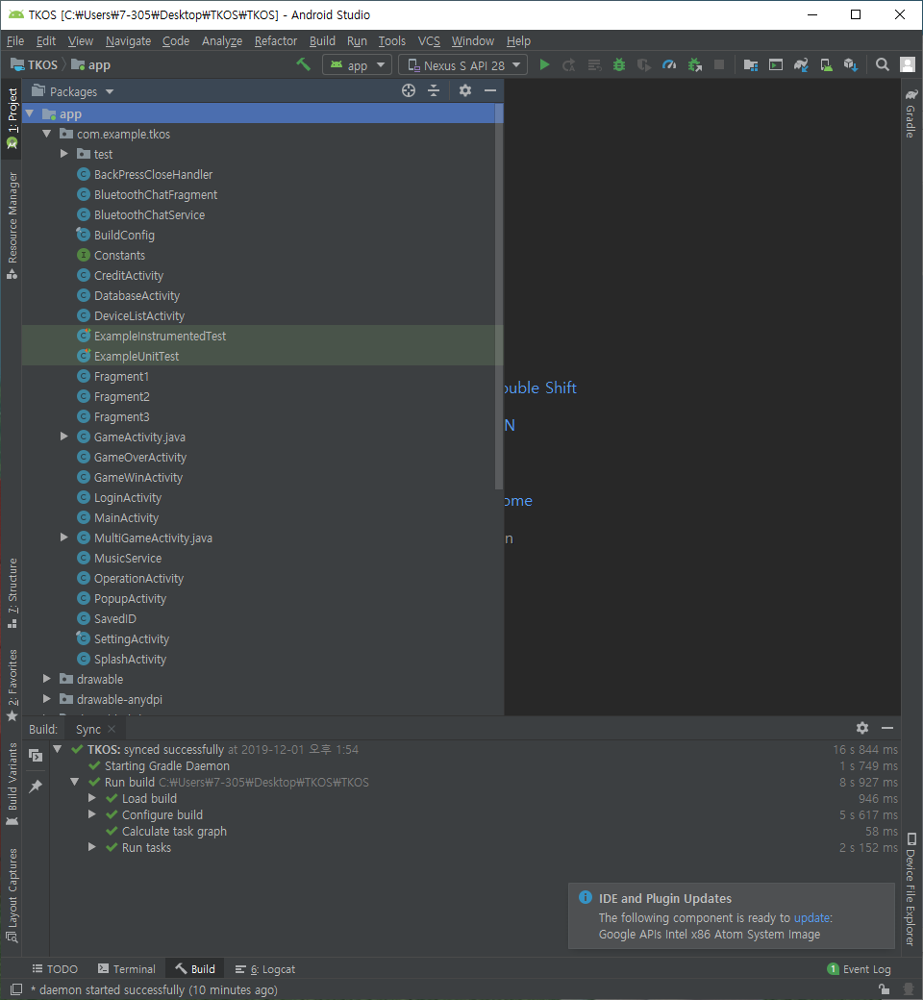 TKOS [C:₩Users₩7-305₩Desktop₩TKOS₩TKOS] - Android Studio
File Edit View Navigate Code Analyze Refactor Build Run Tools VCS Window Help
TKOS app
app Nexus S API 28
1: Project
Resource Manager
7: Structure
2: Favorites
Build Variants
Layout Captures
Packages
app
com.example.tkos
test
BackPressCloseHandler
BluetoothChatFragment
BluetoothChatService
BuildConfig
Constants
CreditActivity
DatabaseActivity
DeviceListActivity
ExampleInstrumentedTest
ExampleUnitTest
Fragment1
Fragment2
Fragment3
GameActivity.java
GameOverActivity
GameWinActivity
LoginActivity
MainActivity
MultiGameActivity.java
MusicService
OperationActivity
PopupActivity
SavedID
SettingActivity
SplashActivity
drawable
drawable-anydpi
ouble Shift
N
ome
n
Gradle
Device File Explorer
Build: Sync
TKOS: synced successfully at 2019-12-01 오후 1:54 16 s 844 ms
Starting Gradle Daemon 1 s 749 ms
Run build C:₩Users₩7-305₩Desktop₩TKOS₩TKOS 8 s 927 ms
Load build 946 ms
Configure build 5 s 617 ms
Calculate task graph 58 ms
Run tasks 2 s 152 ms
IDE and Plugin Updates
The following component is ready to update:
Google APIs Intel x86 Atom System Image
TODO Terminal Build 6: Logcat 1 Event Log
* daemon started successfully (10 minutes ago)